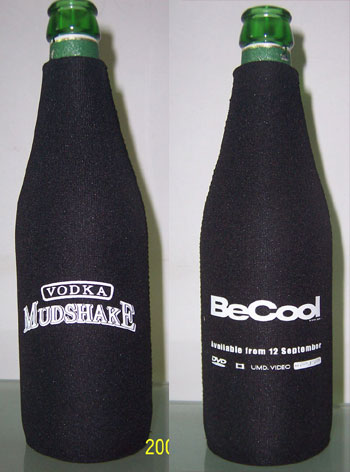 VODKA
MUDSHAKE
BeCool
Available from 12 September
DVD UMD. VIDEO
200